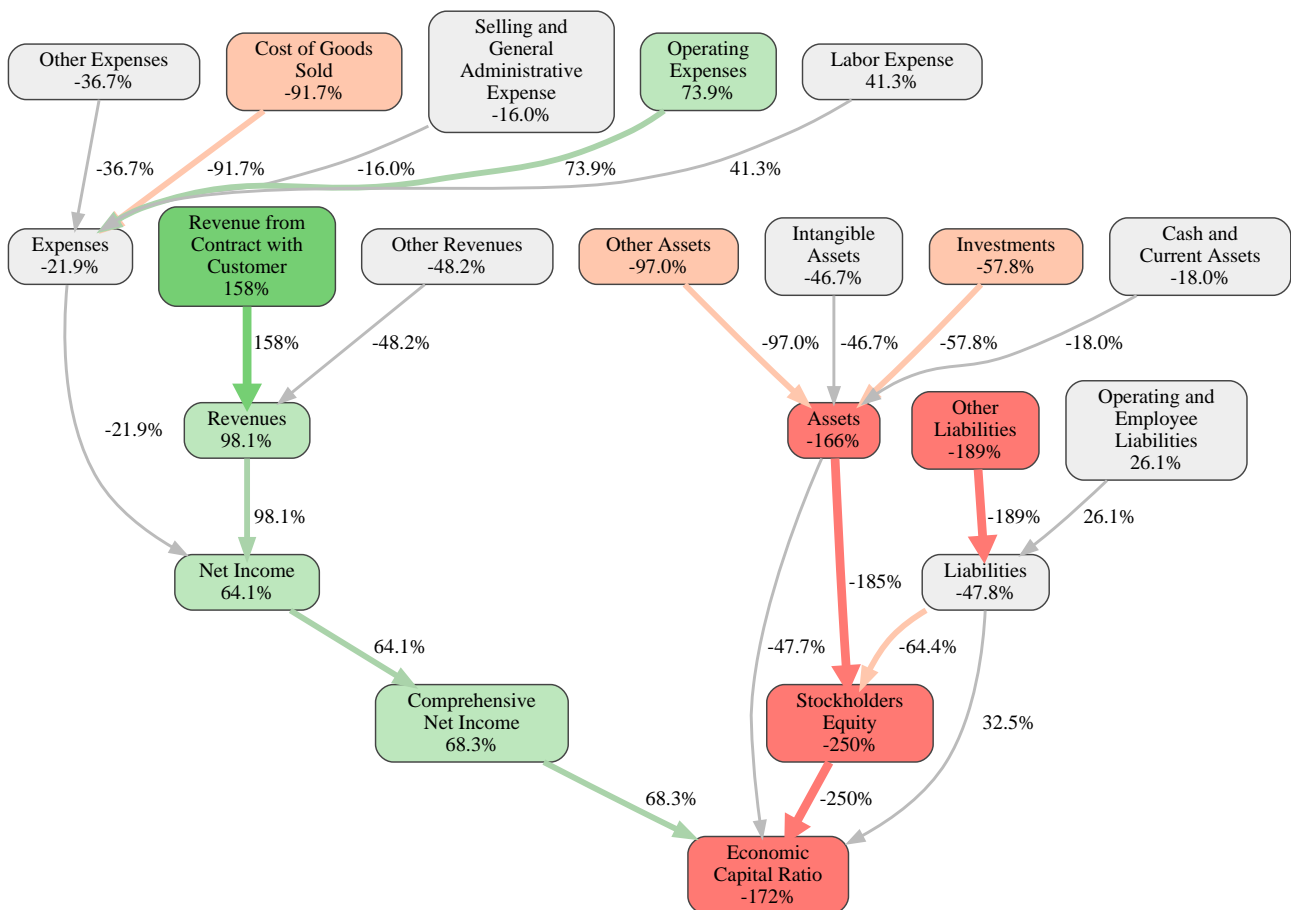 Other Expenses
-36.7%
Cost of Goods
Sold
-91.7%
Selling and
General
Administrative
Expense
-16.0%
Operating
Expenses
73.9%
Labor Expense
41.3%
-36.7%
-91.7%
-16.0%
73.9%
41.3%
Expenses
-21.9%
Revenue from
Contract with
Customer
158%
Other Revenues
-48.2%
Other Assets
-97.0%
Intangible
Assets
-46.7%
Investments
-57.8%
Cash and
Current Assets
-18.0%
158%
-48.2%
-97.0%
-46.7%
-57.8%
-18.0%
-21.9%
Revenues
98.1%
Assets
-166%
Other
Liabilities
-189%
Operating and
Employee
Liabilities
26.1%
98.1%
-189%
26.1%
Net Income
64.1%
-185%
Liabilities
-47.8%
64.1%
-47.7%
-64.4%
Comprehensive
Net Income
68.3%
Stockholders
Equity
-250%
32.5%
68.3%
-250%
Economic
Capital Ratio
-172%